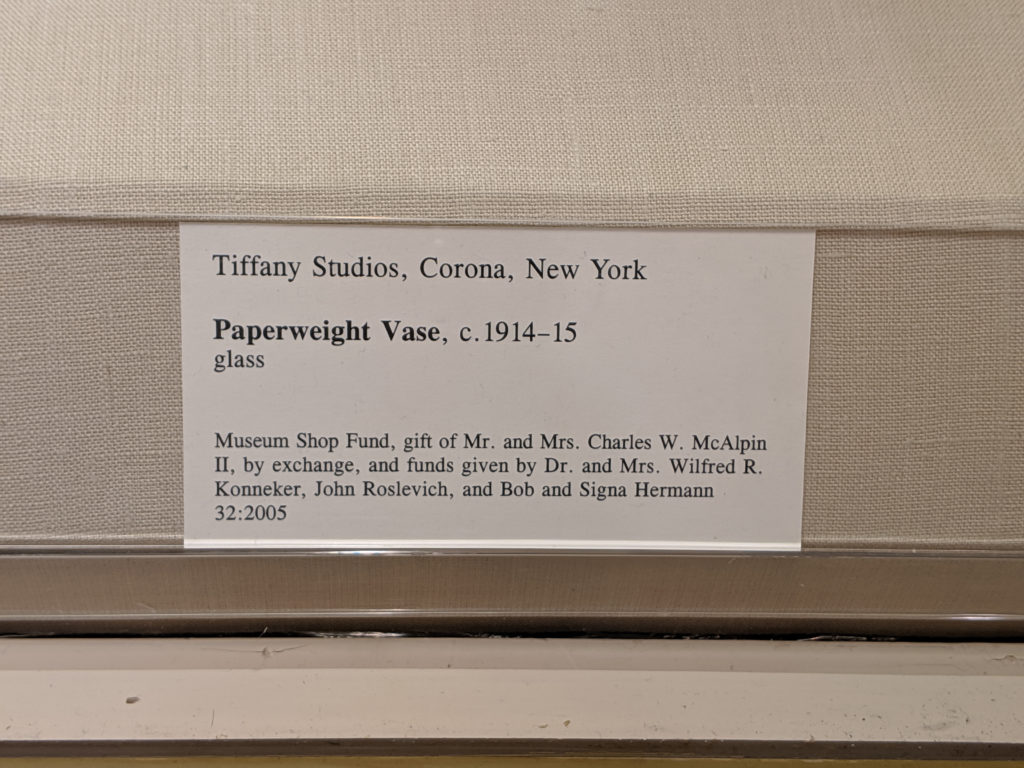 Tiffany Studios, Corona, New York
Paperweight Vase, c.1914–15
glass
Museum Shop Fund, gift of Mr. and Mrs. Charles W. McAlpin
II, by exchange, and funds given by Dr. and Mrs. Wilfred R.
Konneker, John Roslevich, and Bob and Signa Hermann
32:2005